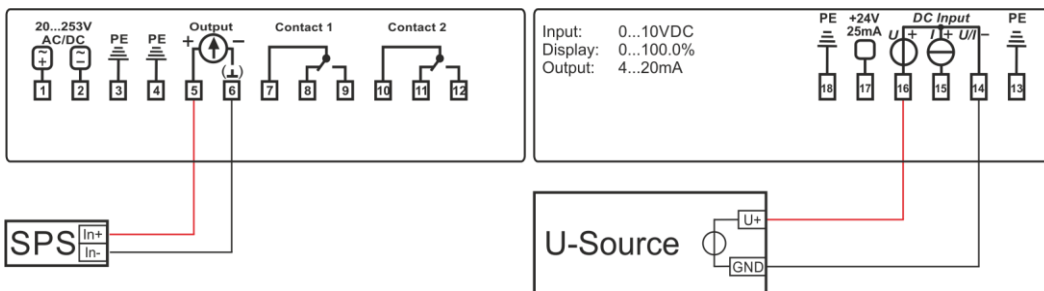 20...253V
AC/DC
PE
PE
Output
Contact 1
Contact 2
+
−
(⊥)
~
+
~
−
1
2
3
4
5
6
7
8
9
10
11
12
SPS
In+
In-
Input: 0...10VDC
Display: 0...100.0%
Output: 4...20mA
PE
+24V
25mA
DC Input
U + I + U/I −
PE
18
17
16
15
14
13
U-Source
U+
GND